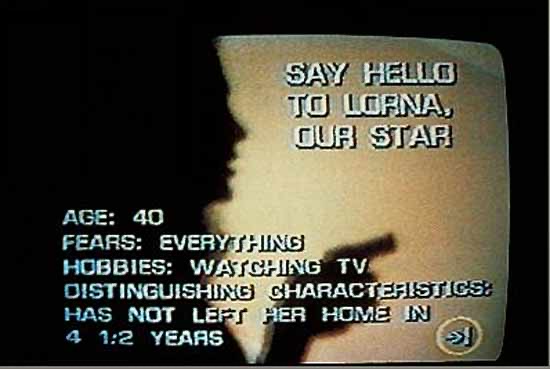 SAY HELLO
TO LORNA,
OUR STAR
AGE: 40
FEARS: EVERYTHING
HOBBIES: WATCHING TV.
DISTINGUISHING CHARACTERISTICS:
HAS NOT LEFT HER HOME IN
4 1:2 YEARS